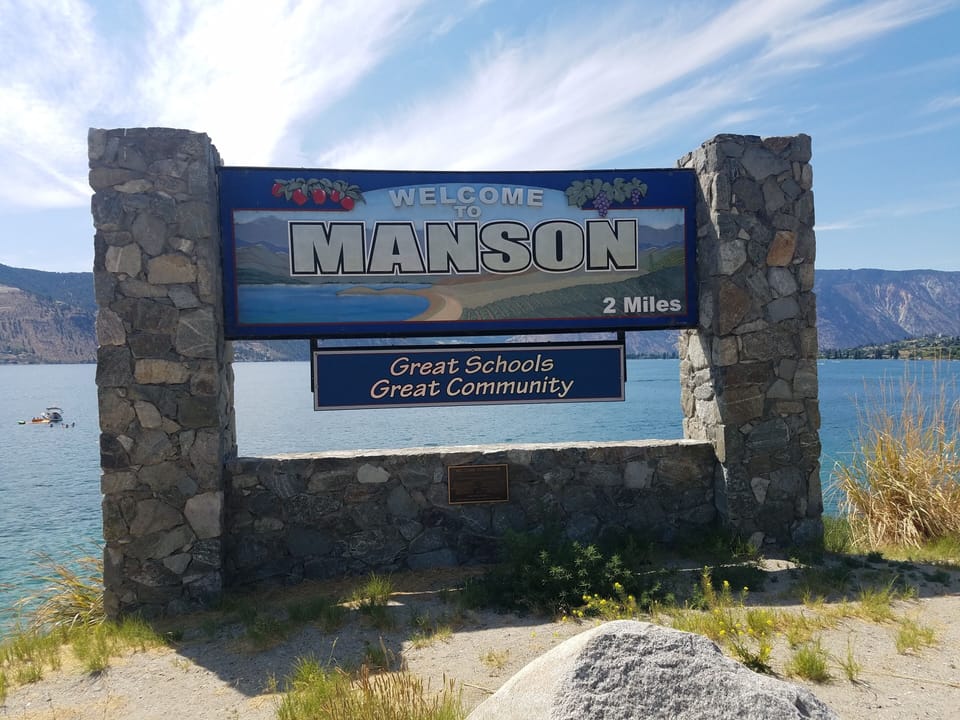 WELCOME
TO
MANSON
2 Miles
Great Schools
Great Community